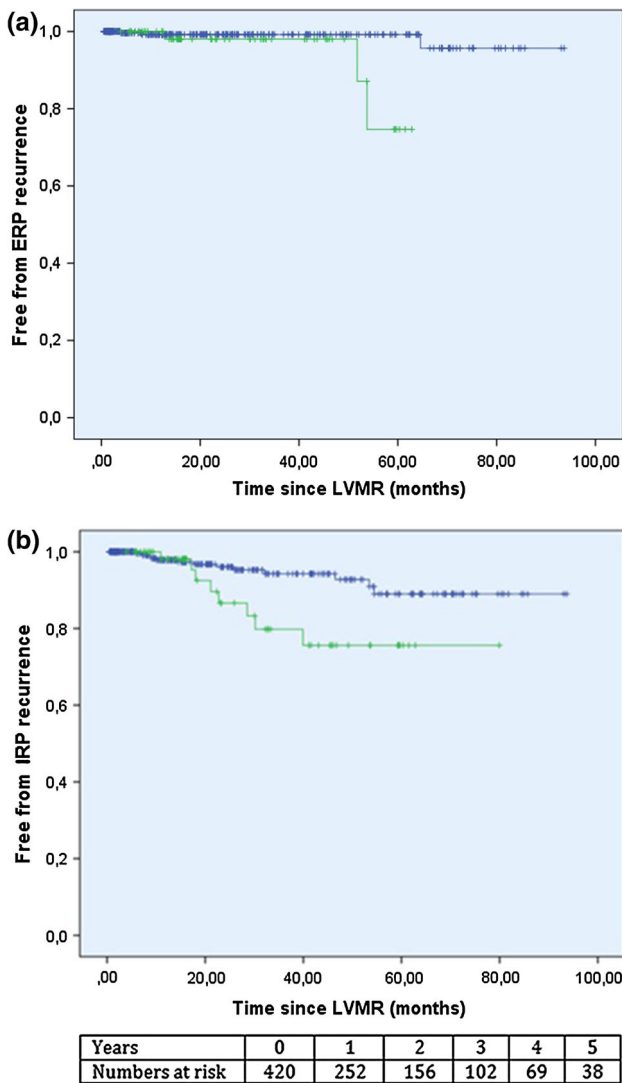 (a)
1,0
0,8
0,6
0,4
0,2
0,0
Free from ERP recurrence
,00 20,00 40,00 60,00 80,00 100,00
Time since LVMR (months)
(b)
1,0
0,8
0,6
0,4
0,2
0,0
Free from IRP recurrence
,00 20,00 40,00 60,00 80,00 100,00
Time since LVMR (months)
Years 0 1 2 3 4 5
Numbers at risk 420 252 156 102 69 38